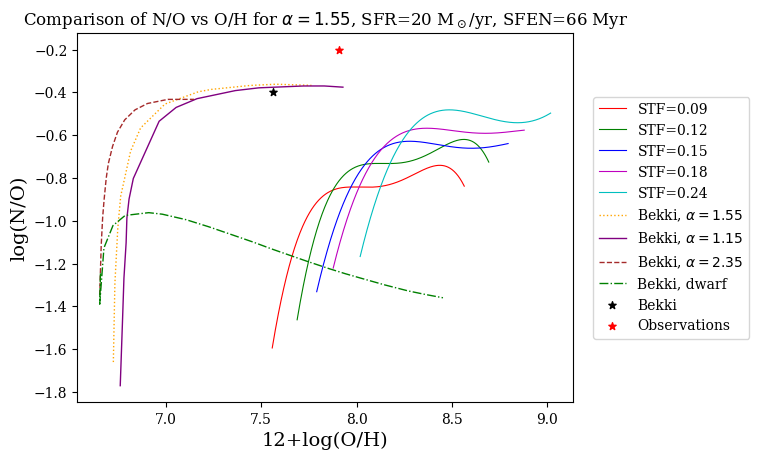 Comparison of N/O vs O/H for α = 1.55, SFR=20 M_⊙/yr, SFEN=66 Myr
log(N/O)
−0.2
−0.4
−0.6
−0.8
−1.0
−1.2
−1.4
−1.6
−1.8
7.0 7.5 8.0 8.5 9.0
12+log(O/H)
STF=0.09
STF=0.12
STF=0.15
STF=0.18
STF=0.24
Bekki, α = 1.55
Bekki, α = 1.15
Bekki, α = 2.35
Bekki, dwarf
Bekki
Observations